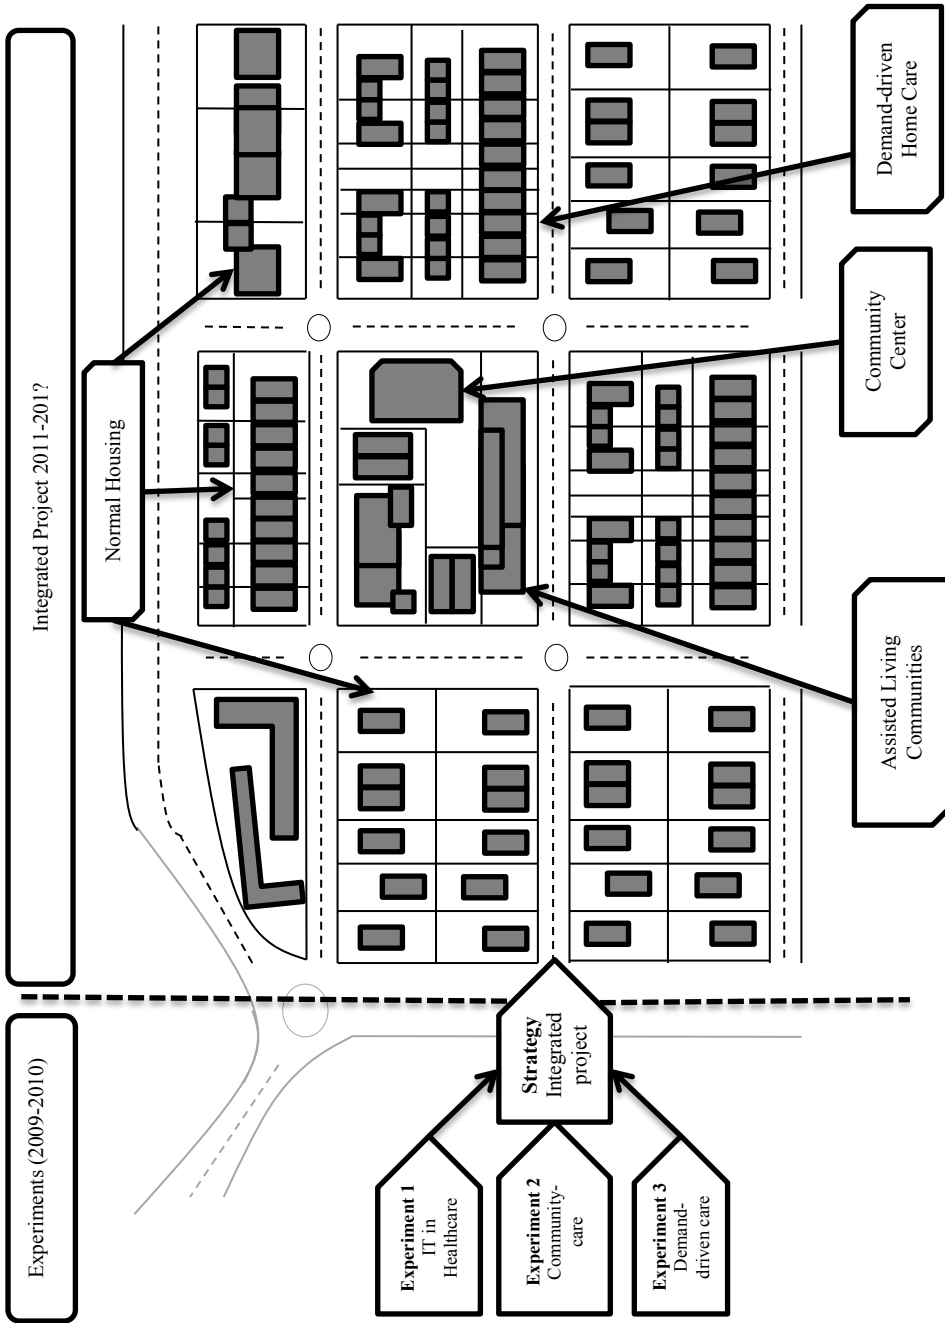 Experiments (2009-2010)
Integrated Project 2011-201?
Normal Housing
Experiment 1
IT in
Healthcare
Experiment 2
Community-
care
Experiment 3
Demand-
driven care
Strategy
Integrated
project
Assisted Living
Communities
Community
Center
Demand-driven
Home Care